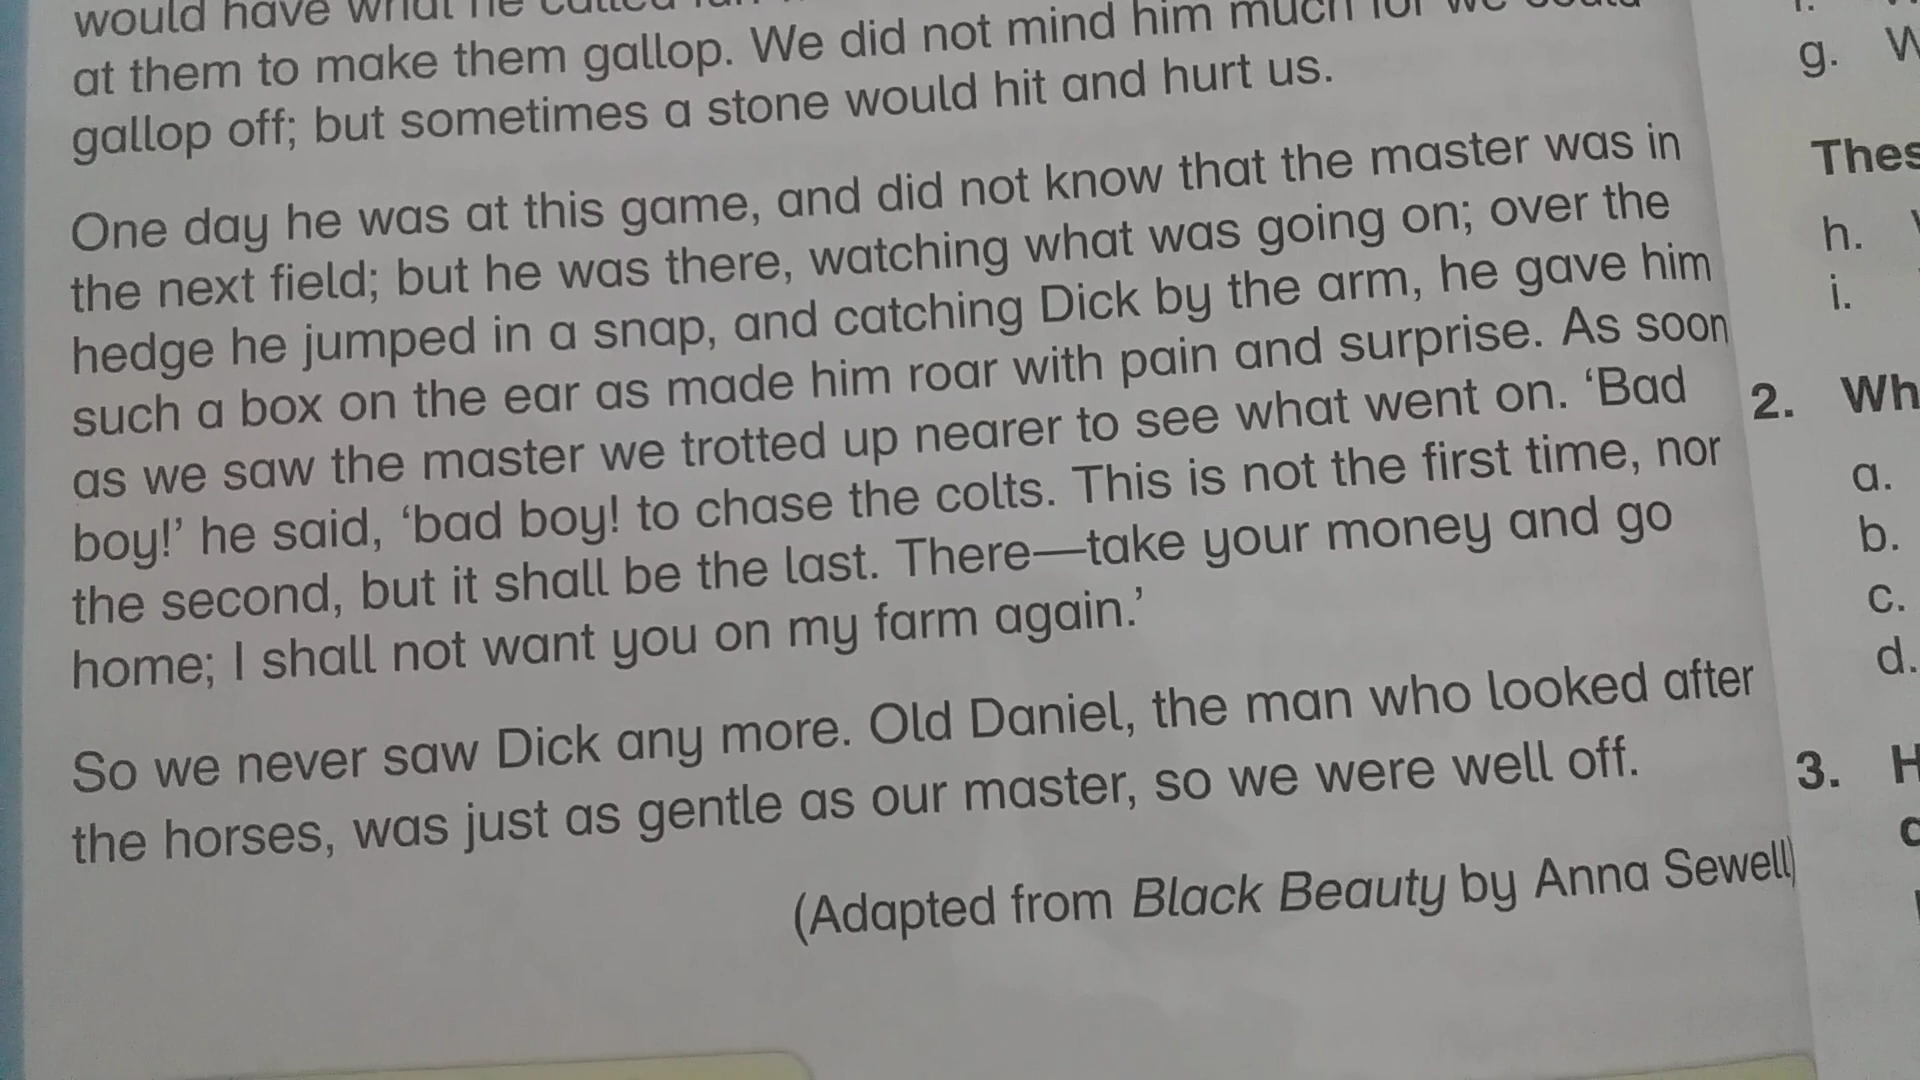 would have what he called fun
at them to make them gallop. We did not mind him much for we could
gallop off; but sometimes a stone would hit and hurt us.
One day he was at this game, and did not know that the master was in
the next field; but he was there, watching what was going on; over the
hedge he jumped in a snap, and catching Dick by the arm, he gave him
such a box on the ear as made him roar with pain and surprise. As soon
as we saw the master we trotted up nearer to see what went on. ‘Bad
boy!’ he said, ‘bad boy! to chase the colts. This is not the first time, nor
the second, but it shall be the last. There—take your money and go
home; I shall not want you on my farm again.’
So we never saw Dick any more. Old Daniel, the man who looked after
the horses, was just as gentle as our master, so we were well off.
(Adapted from Black Beauty by Anna Sewell)
g.
h.
i.
2.
a.
b.
c.
d.
3.